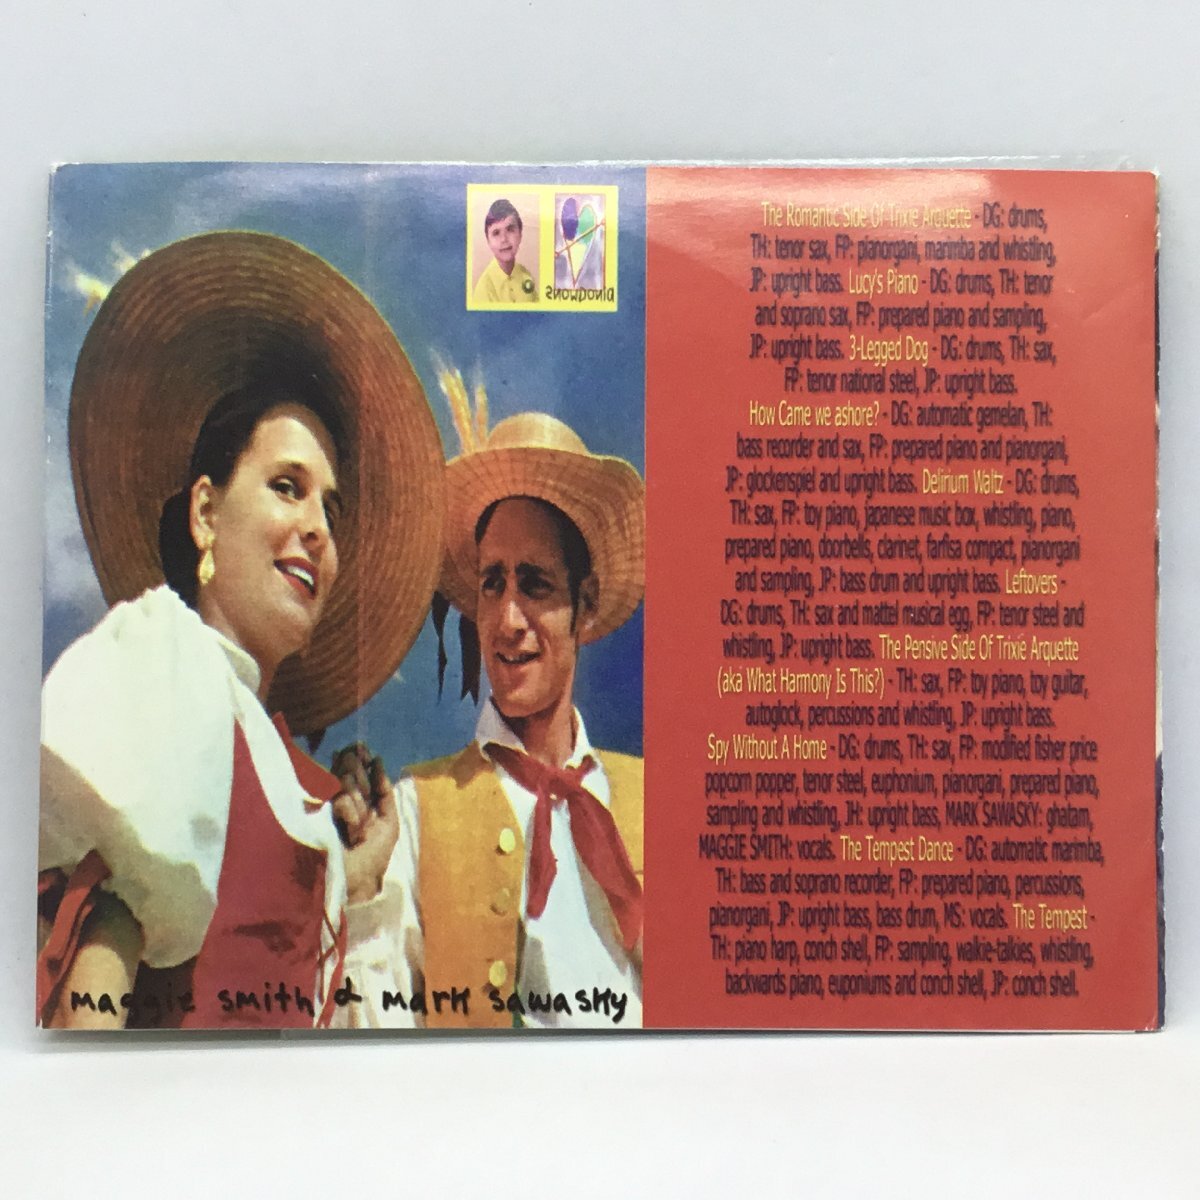 SNOWDONIA
maggie smith & mark sawasky
The Romantic Side Of Trixie Arquette - DG: drums,
TH: tenor sax, FP: pianorgani, marimba and whistling,
JP: upright bass. Lucy's Piano - DG: drums, TH: tenor
and soprano sax, FP: prepared piano and sampling,
JP: upright bass. 3-Legged Dog - DG: drums, TH: sax,
FP: tenor national steel, JP: upright bass.
How Came we ashore? - DG: automatic gemelan, TH:
bass recorder and sax, FP: prepared piano and pianorgani,
JP: glockenspiel and upright bass. Delirium Waltz - DG: drums,
TH: sax, FP: toy piano, japanese music box, whistling, piano,
prepared piano, doorbells, clarinet, farfisa compact, pianorgani
and sampling, JP: bass drum and upright bass. Leftovers -
DG: drums, TH: sax and mattel musical egg, FP: tenor steel and
whistling, JP: upright bass. The Pensive Side Of Trixie Arquette
(aka What Harmony Is This?) - TH: sax, FP: toy piano, toy guitar,
autoglock, percussions and whistling, JP: upright bass.
Spy Without A Home - DG: drums, TH: sax, FP: modified fisher price
popcorn popper, tenor steel, euphonium, pianorgani, prepared piano,
sampling and whistling, JH: upright bass, MARK SAWASKY: ghatam,
MAGGIE SMITH: vocals. The Tempest Dance - DG: automatic marimba,
TH: bass and soprano recorder, FP: prepared piano, percussions,
pianorgani, JP: upright bass, bass drum, MS: vocals. The Tempest -
TH: piano harp, conch shell, FP: sampling, walkie-talkies, whistling,
backwards piano, euponiums and conch shell, JP: conch shell.